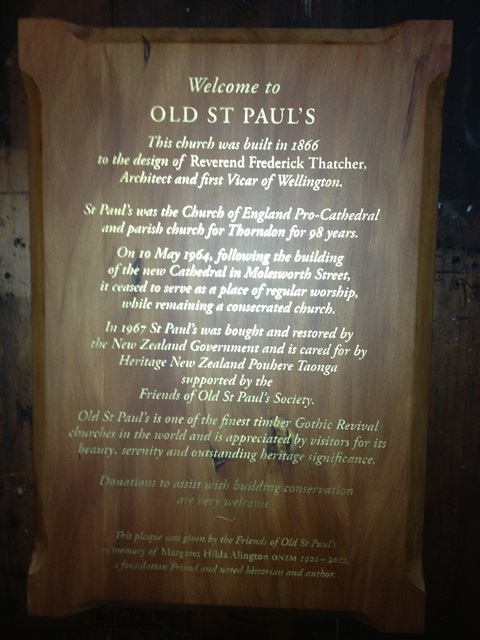 Welcome to
OLD ST PAUL'S
This church was built in 1866
to the design of Reverend Frederick Thatcher,
Architect and first Vicar of Wellington.
St Paul's was the Church of England Pro-Cathedral
and parish church for Thorndon for 98 years.
On 10 May 1964, following the building
of the new Cathedral in Molesworth Street,
it ceased to serve as a place of regular worship,
while remaining a consecrated church.
In 1967 St Paul's was bought and restored by
the New Zealand Government and is cared for by
Heritage New Zealand Pouhere Taonga
supported by the
Friends of Old St Paul's Society.
Old St Paul's is one of the finest timber Gothic Revival
churches in the world and is appreciated by visitors for its
beauty, serenity and outstanding heritage significance.
Donations to assist with building conservation
are very welcome.
This plaque was given by the Friends of Old St Paul's
in memory of Margaret Hilda Alington ONZM 1920–2012,
a foundation Friend and noted historian and author.